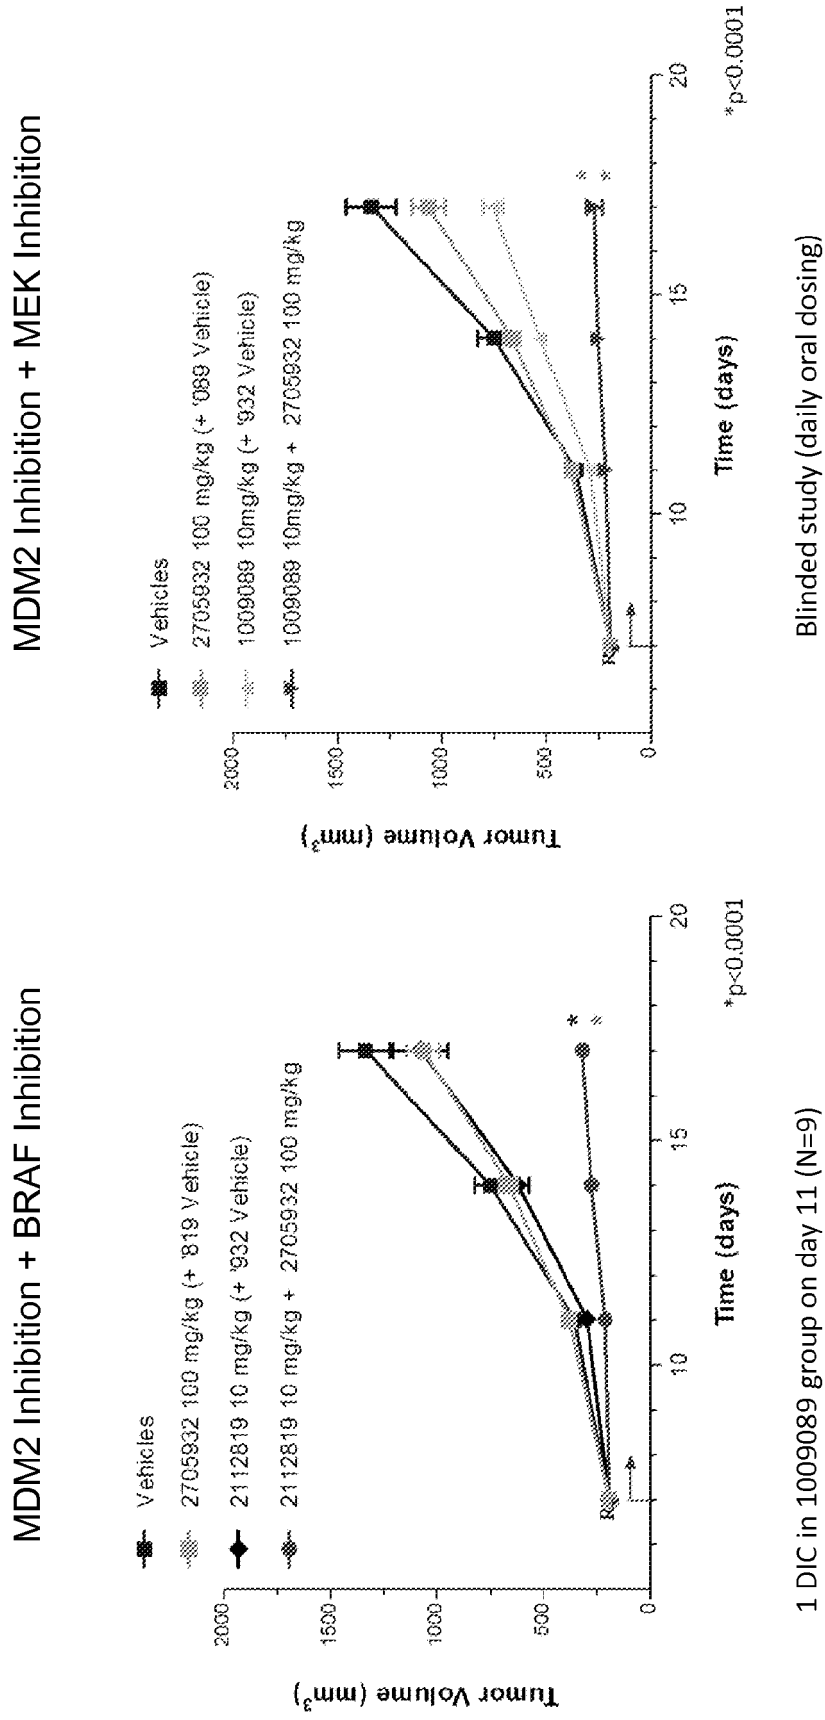 MDM2 Inhibition + BRAF Inhibition
Vehicles
2705932 100 mg/kg (+ '819 Vehicle)
2112819 10 mg/kg (+ '932 Vehicle)
2112819 10 mg/kg + 2705932 100 mg/kg
Tumor Volume (mm³)
2000
1500
1000
500
0
R
10
15
20
Time (days)
*
*
*p<0.0001
1 DIC in 1009089 group on day 11 (N=9)
MDM2 Inhibition + MEK Inhibition
Vehicles
2705932 100 mg/kg (+ '089 Vehicle)
1009089 10mg/kg (+ '932 Vehicle)
1009089 10mg/kg + 2705932 100 mg/kg
Tumor Volume (mm³)
2000
1500
1000
500
0
R
10
15
20
Time (days)
*
*
*p<0.0001
Blinded study (daily oral dosing)